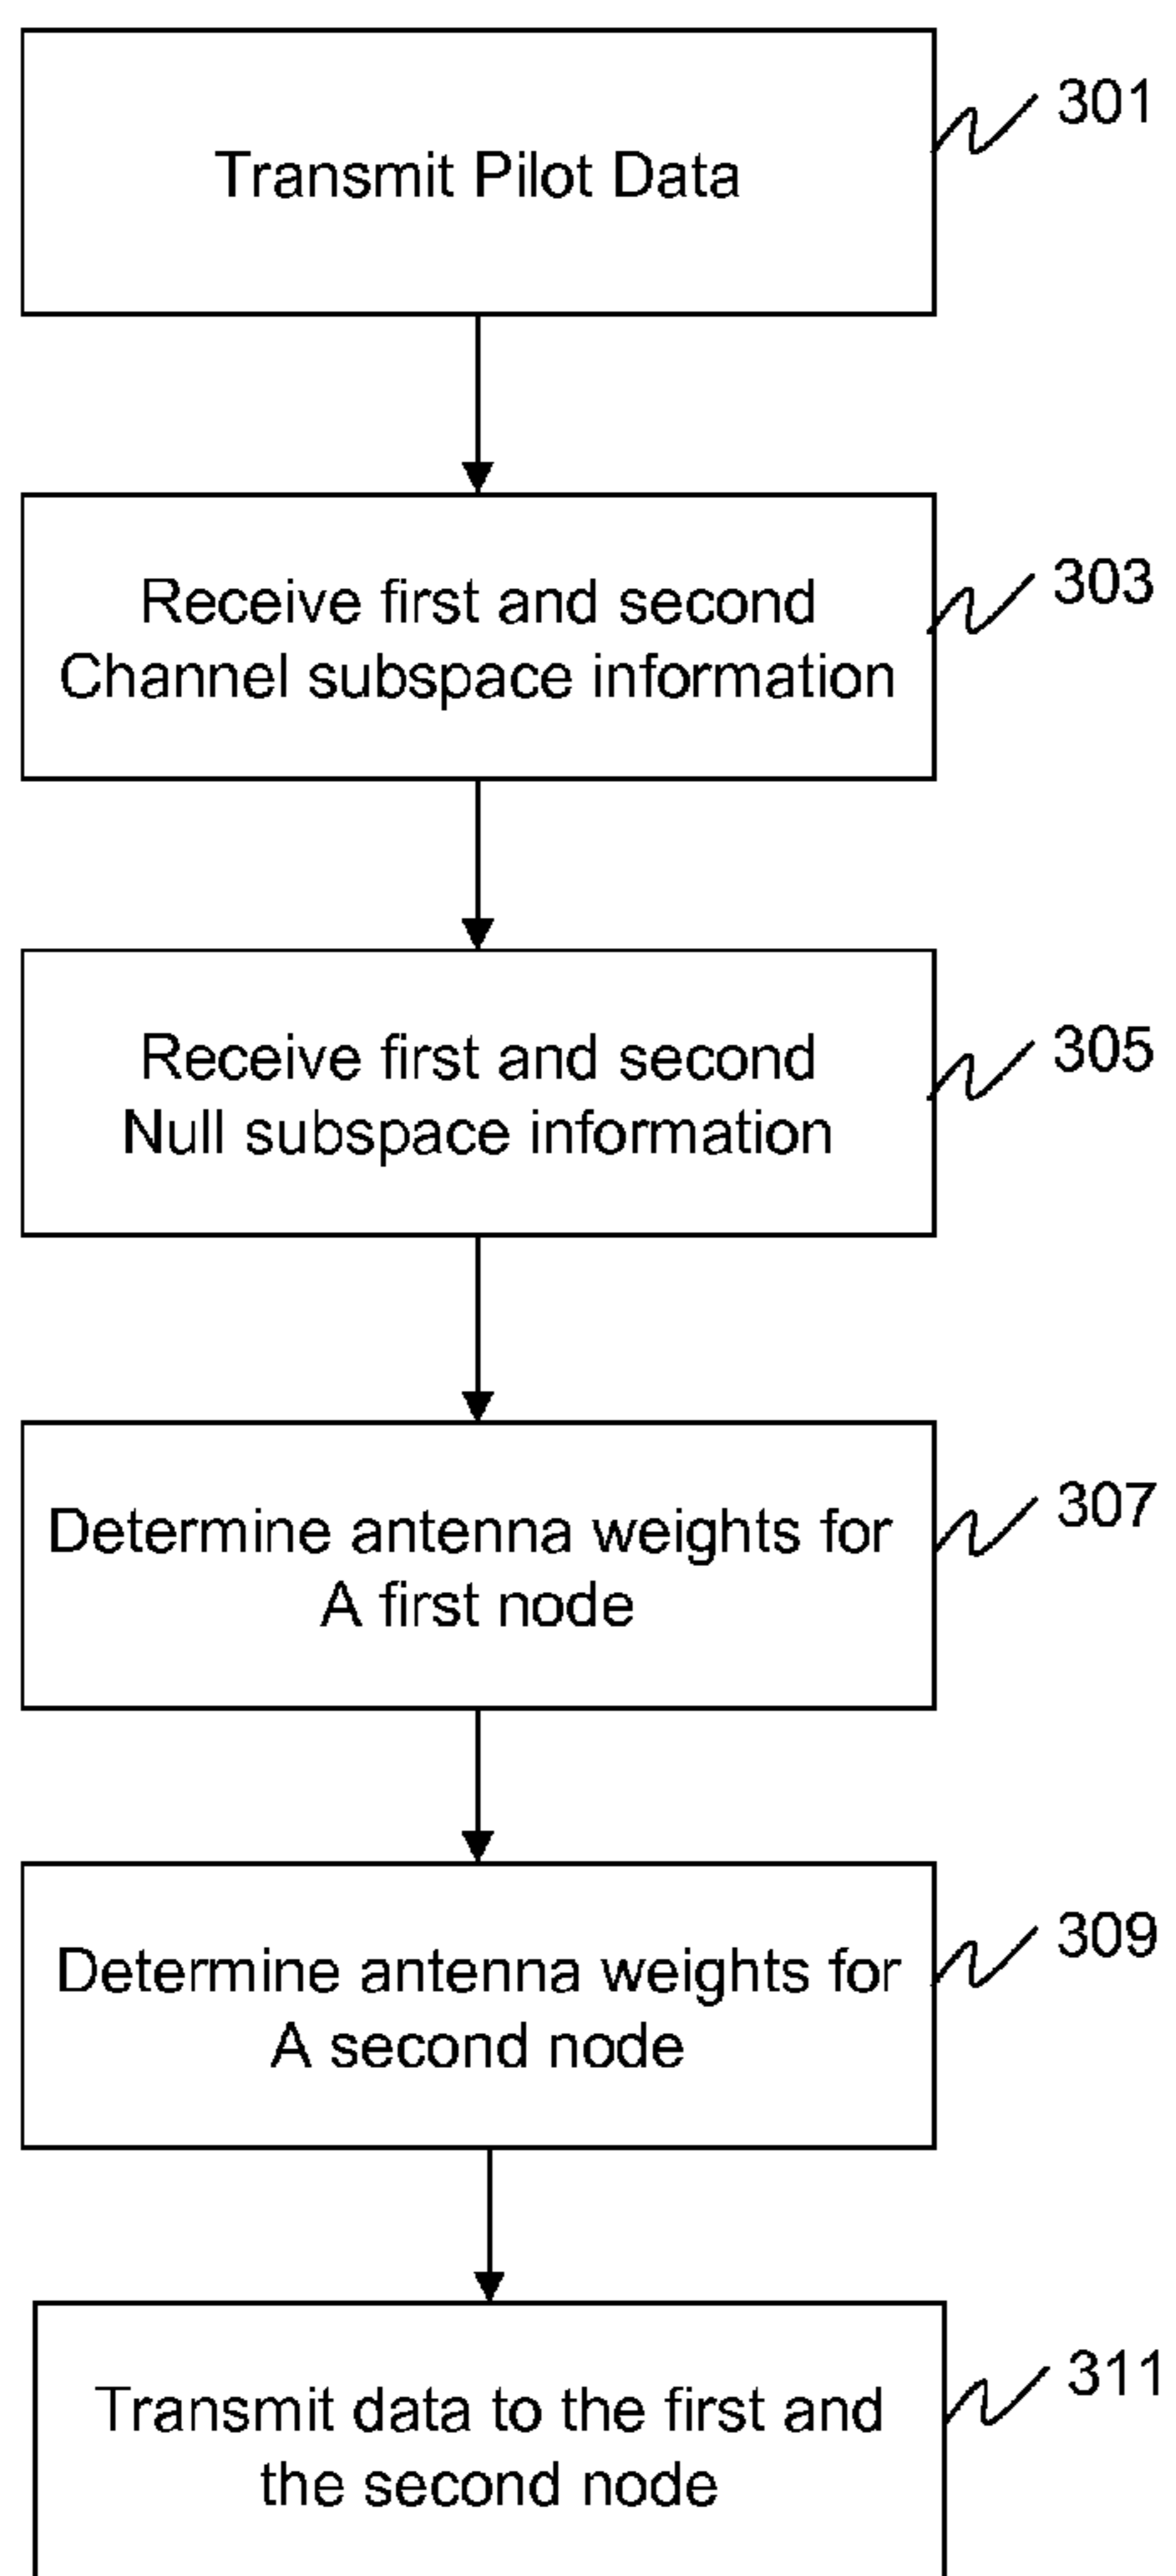 Transmit Pilot Data
301
Receive first and second
Channel subspace information
303
Receive first and second
Null subspace information
305
Determine antenna weights for
A first node
307
Determine antenna weights for
A second node
309
Transmit data to the first and
the second node
311